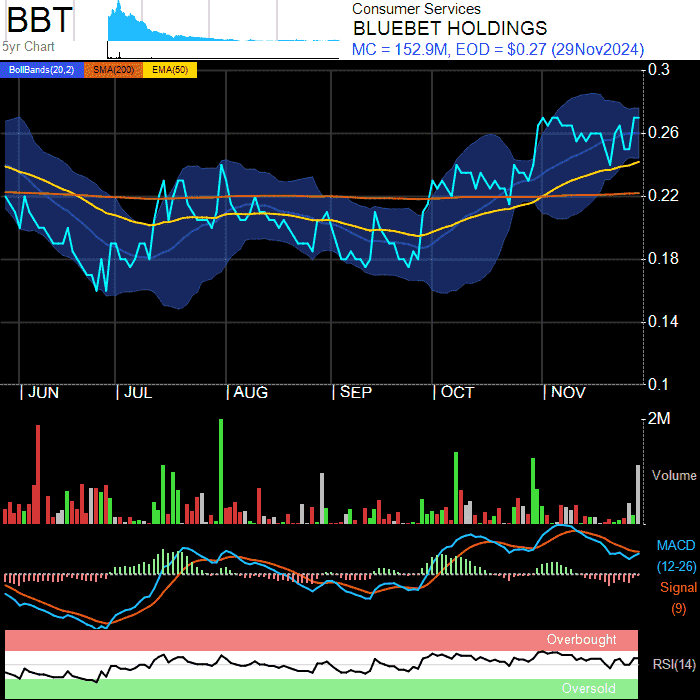 BBT
5yr Chart
Consumer Services
BLUEBET HOLDINGS
MC = 152.9M, EOD = $0.27 (29Nov2024)
BollBands(20,2) SMA(200) EMA(50)
0.3
0.26
0.22
0.18
0.14
0.1
JUN JUL AUG SEP OCT NOV
2M
Volume
MACD
(12-26)
Signal
(9)
Overbought
RSI(14)
Oversold